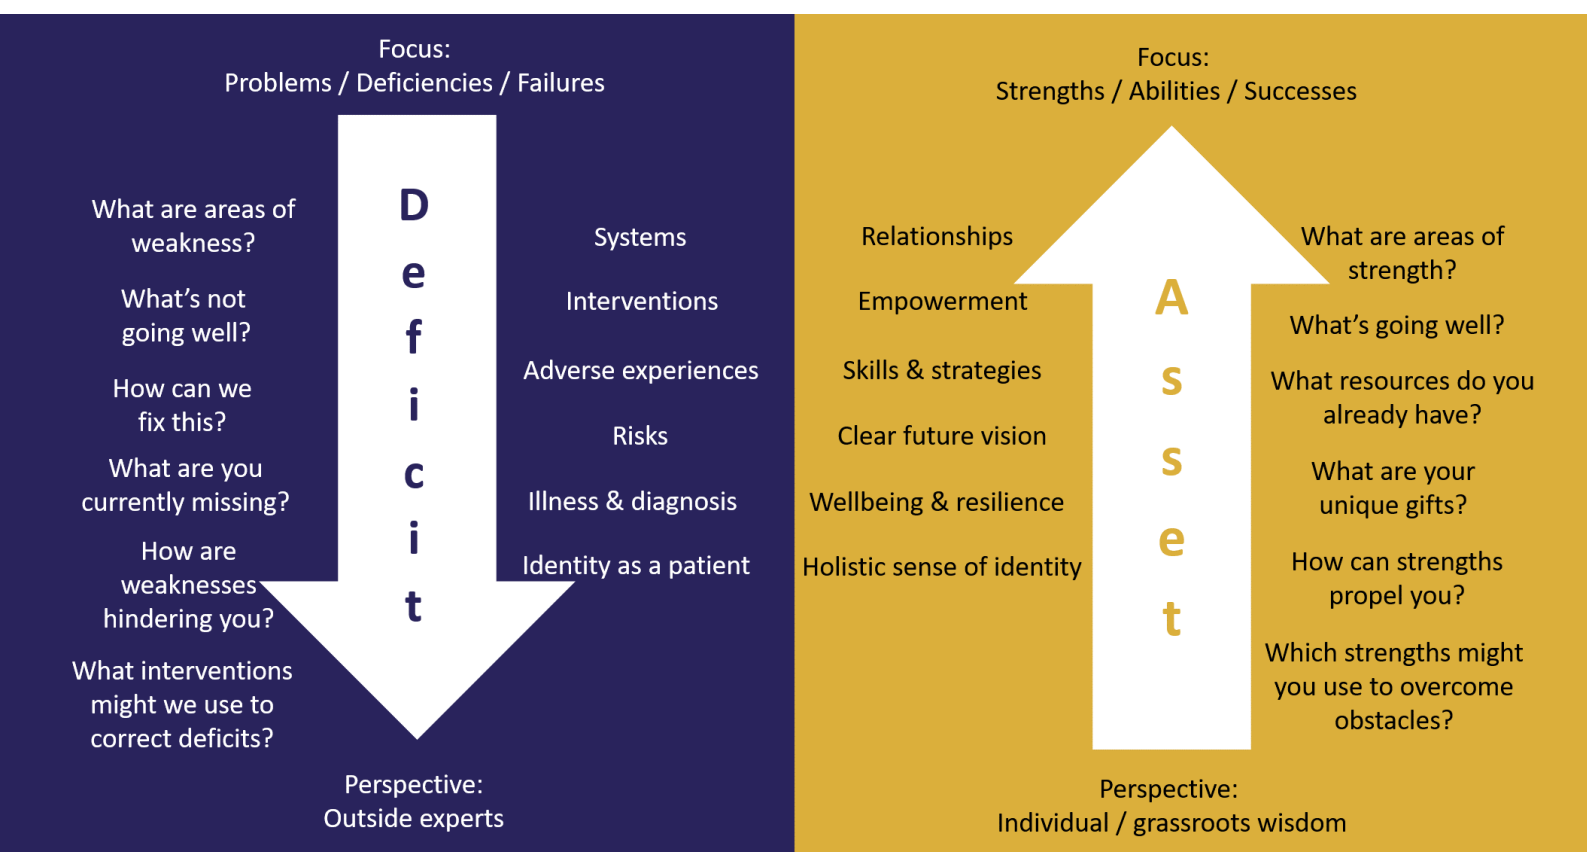 Focus:
Problems / Deficiencies / Failures
What are areas of
weakness?
What's not
going well?
How can we
fix this?
What are you
currently missing?
How are
weaknesses
hindering you?
What interventions
might we use to
correct deficits?
Deficit
Systems
Interventions
Adverse experiences
Risks
Illness & diagnosis
Identity as a patient
Perspective:
Outside experts
Focus:
Strengths / Abilities / Successes
Relationships
Empowerment
Skills & strategies
Clear future vision
Wellbeing & resilience
Holistic sense of identity
Asset
What are areas of
strength?
What's going well?
What resources do you
already have?
What are your
unique gifts?
How can strengths
propel you?
Which strengths might
you use to overcome
obstacles?
Perspective:
Individual / grassroots wisdom